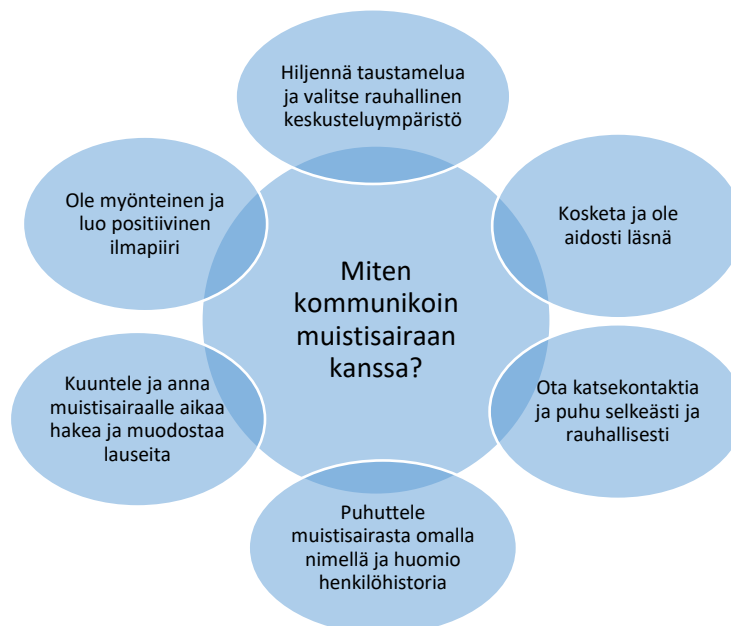 Hiljennä taustamelua
ja valitse rauhallinen
keskusteluympäristö
Kosketa ja ole
aidosti läsnä
Ota katsekontaktia
ja puhu selkeästi ja
rauhallisesti
Puhuttele
muistisairasta omalla
nimellä ja huomio
henkilöhistoria
Kuuntele ja anna
muistisairaalle aikaa
hakea ja muodostaa
lauseita
Ole myönteinen ja
luo positiivinen
ilmapiiri
Miten
kommunikoin
muistisairaan
kanssa?